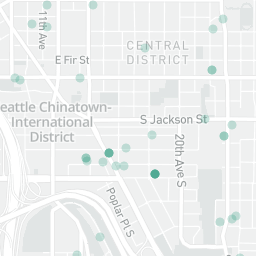 11th Ave
CENTRAL
DISTRICT
E Fir St
eattle Chinatown-
International
District
S Jackson St
20th Ave S
Poplar Pl S